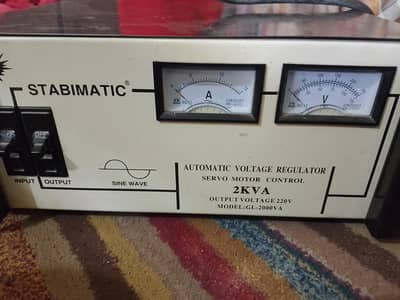 STABIMATIC®
A
V
INPUT
OUTPUT
SINE WAVE
AUTOMATIC VOLTAGE REGULATOR
SERVO MOTOR CONTROL
2KVA
OUTPUT VOLTAGE 220V
MODEL:GL-2000VA